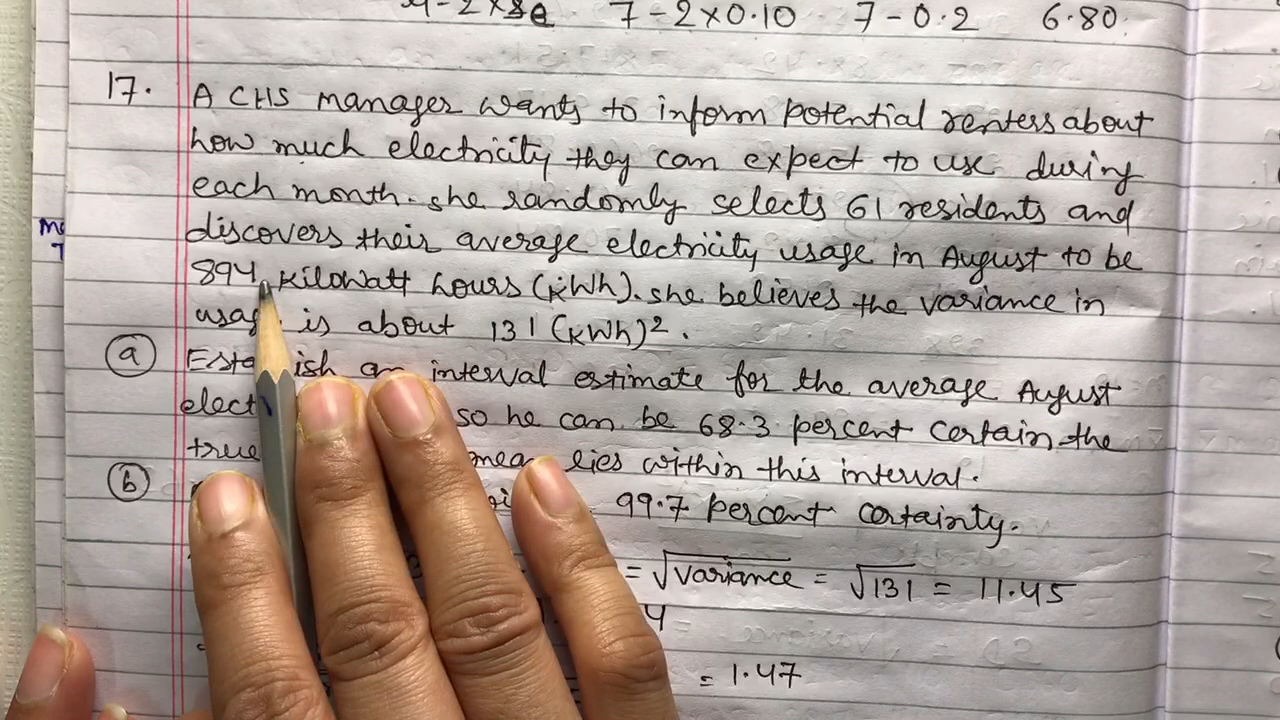 7-2×0.10 7-0.2 6.80
17. A CHS manager wants to inform potential renters about
how much electricity they can expect to use during
each month. she randomly selects 61 residents and
discovers their average electricity usage in August to be
894 kilowatt hours (kWh). she believes the variance in
is about 131 (kWh)².
(a) an interval estimate for the average August
so he can be 68.3 percent certain the
true lies within this interval.
(b) 99.7 percent certainty.
= √variance = √131 = 11.45
4
= 1.47